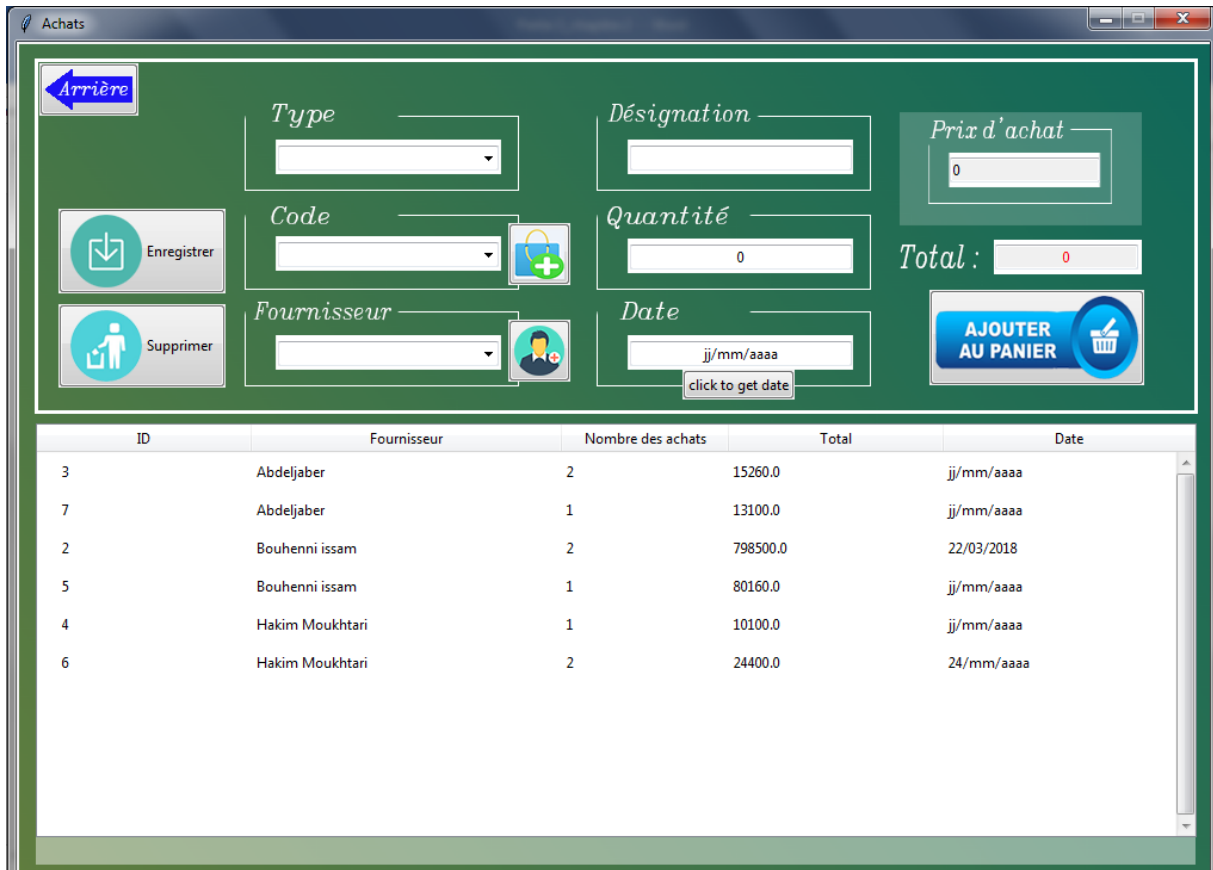 Achats
Arrière
Type
Désignation
Prix d'achat
0
Enregistrer
Code
Quantité
0
Total :
0
Supprimer
Fournisseur
Date
jj/mm/aaaa
click to get date
AJOUTER
AU PANIER
ID Fournisseur Nombre des achats Total Date
3 Abdeljaber 2 15260.0 jj/mm/aaaa
7 Abdeljaber 1 13100.0 jj/mm/aaaa
2 Bouhenni issam 2 798500.0 22/03/2018
5 Bouhenni issam 1 80160.0 jj/mm/aaaa
4 Hakim Moukhtari 1 10100.0 jj/mm/aaaa
6 Hakim Moukhtari 2 24400.0 24/mm/aaaa